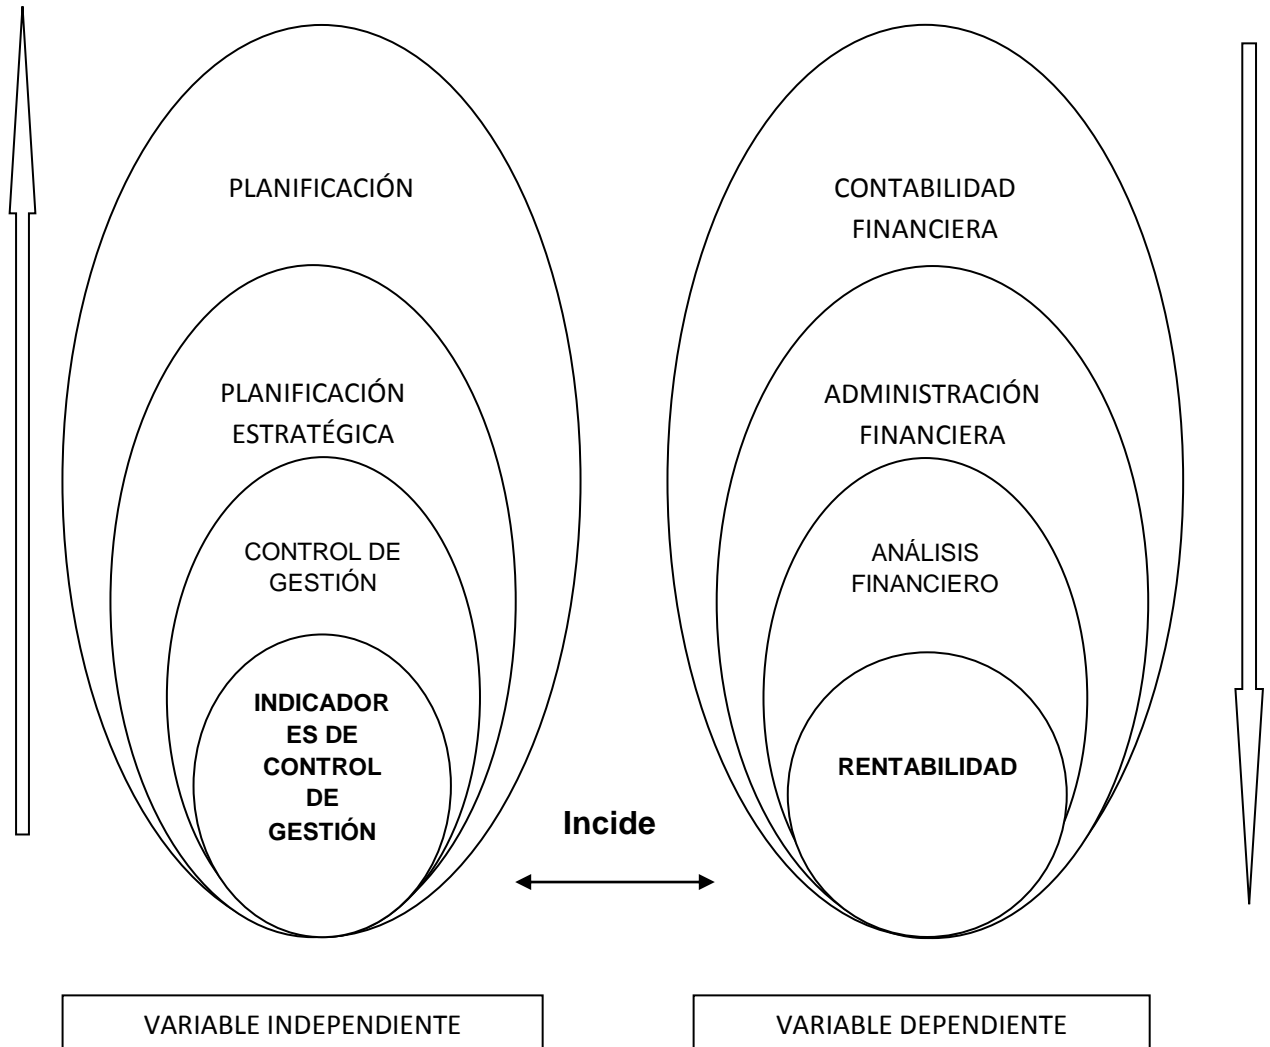 PLANIFICACIÓN
PLANIFICACIÓN
ESTRATÉGICA
CONTROL DE
GESTIÓN
INDICADOR
ES DE
CONTROL
DE
GESTIÓN
Incide
CONTABILIDAD
FINANCIERA
ADMINISTRACIÓN
FINANCIERA
ANÁLISIS
FINANCIERO
RENTABILIDAD
VARIABLE INDEPENDIENTE
VARIABLE DEPENDIENTE